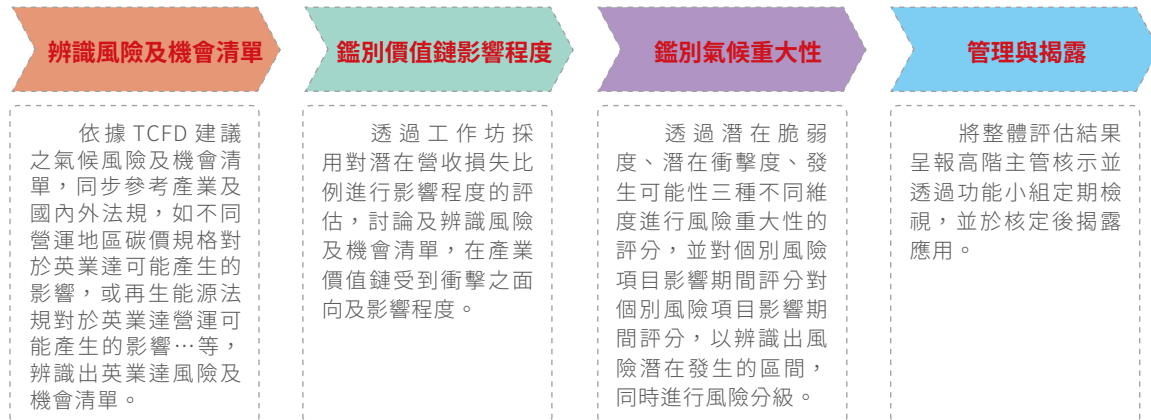 辨識風險及機會清單
依據 TCFD 建議
之氣候風險及機會清
單，同步參考產業及
國內外法規，如不同
營運地區碳價規格對
於英業達可能產生的
影響，或再生能源法
規對於英業達營運可
能產生的影響…等，
辨識出英業達風險及
機會清單。
鑑別價值鏈影響程度
透過工作坊採
用對潛在營收損失比
例進行影響程度的評
估，討論及辨識風險
及機會清單，在產業
價值鏈受到衝擊之面
向及影響程度。
鑑別氣候重大性
透過潛在脆弱
度、潛在衝擊度、發
生可能性三種不同維
度進行風險重大性的
評分，並對個別風險
項目影響期間評分對
個別風險項目影響期
間評分，以辨識出風
險潛在發生的區間，
同時進行風險分級。
管理與揭露
將整體評估結果
呈報高階主管核示並
透過功能小組定期檢
視，並於核定後揭露
應用。